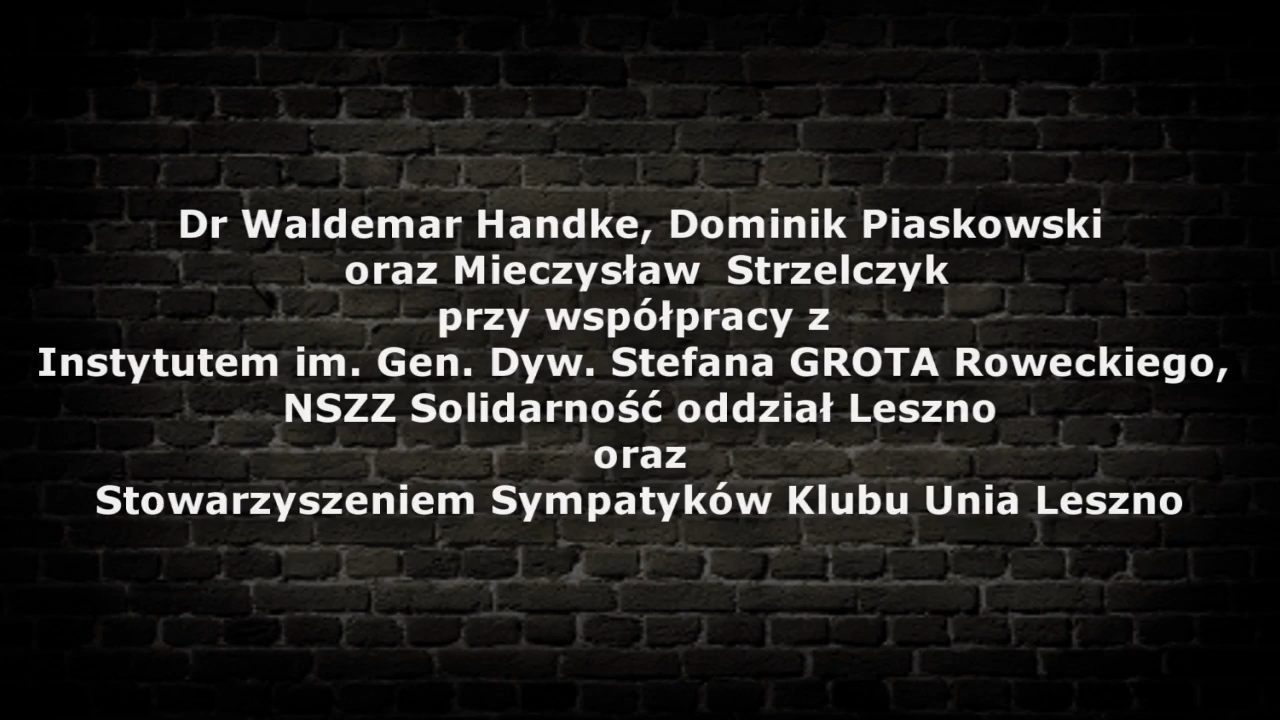 Dr Waldemar Handke, Dominik Piaskowski
oraz Mieczysław Strzelczyk
przy współpracy z
Instytutem im. Gen. Dyw. Stefana GROTA Roweckiego,
NSZZ Solidarność oddział Leszno
oraz
Stowarzyszeniem Sympatyków Klubu Unia Leszno